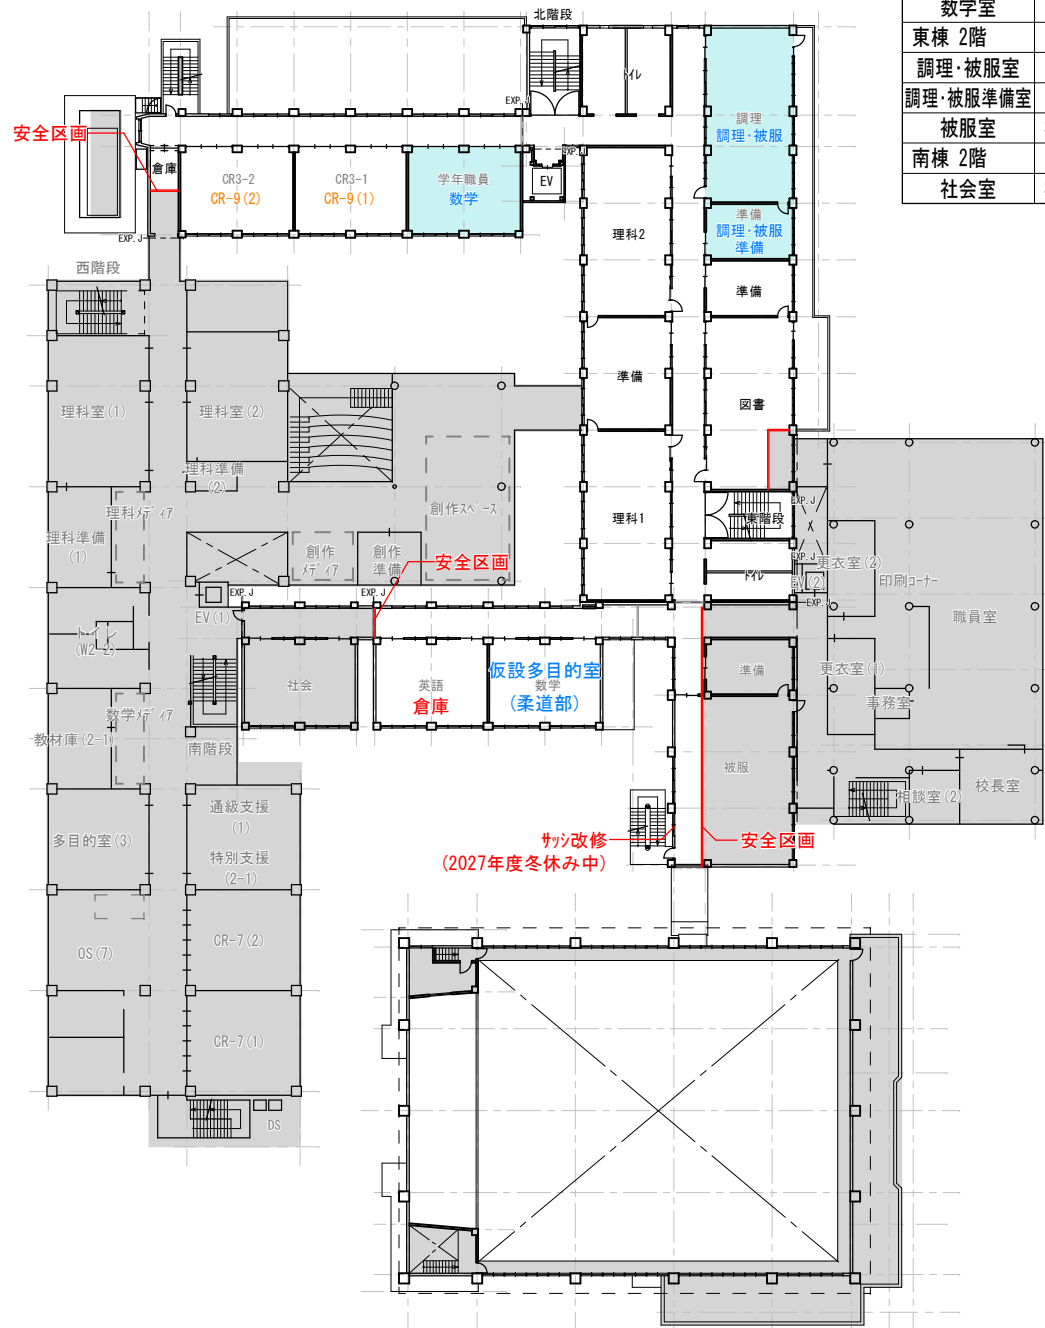 北階段
数学室
東棟 2階
調理・被服室
調理・被服準備室
被服室
南棟 2階
社会室
トイレ
EXP.J
安全区画
倉庫
CR3-2
CR-9(2)
CR3-1
CR-9(1)
学年職員
数学
EV
EXP.J
調理
調理・被服
準備
調理・被服
準備
理科2
準備
EXP.J
西階段
理科室(1)
理科室(2)
準備
図書
理科準備
(2)
理科メディア
理科準備
(1)
創作スペース
理科1
東階段
EXP.J
創作
メディア
創作
準備
安全区画
EXP.J
EXP.J
EV(1)
トイレ
EXP.J
EV(2)
EXP.J
更衣室(2)
印刷コーナー
職員室
トイレ
(W2-2)
社会
英語
倉庫
数学
仮設多目的室
(柔道部)
準備
更衣室(1)
事務室
数学メディア
教材庫(2-1)
南階段
被服
相談室(2)
校長室
多目的室(3)
通級支援
(1)
特別支援
(2-1)
サッシ改修
(2027年度冬休み中)
安全区画
OS(7)
CR-7(2)
CR-7(1)
DS